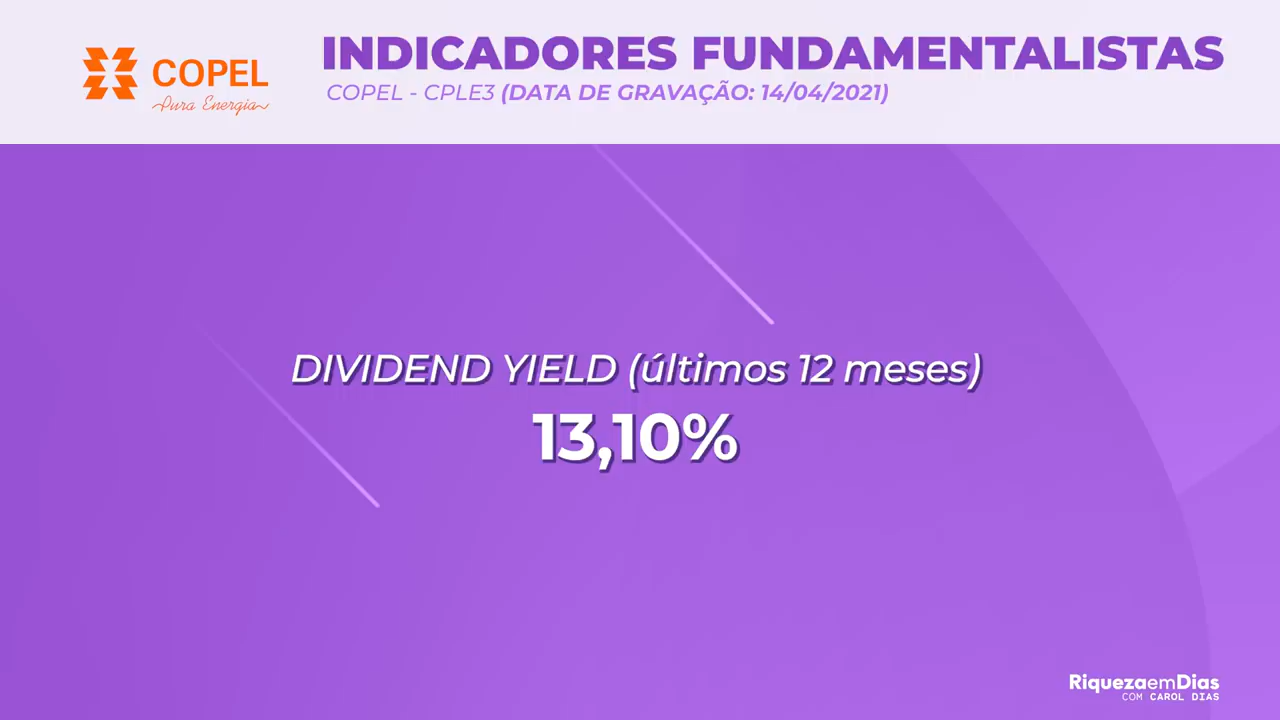 COPEL
Pura Energia
INDICADORES FUNDAMENTALISTAS
COPEL - CPLE3 (DATA DE GRAVAÇÃO: 14/04/2021)
DIVIDEND YIELD (últimos 12 meses)
13,10%
RiquezaemDias
COM CAROL DIAS